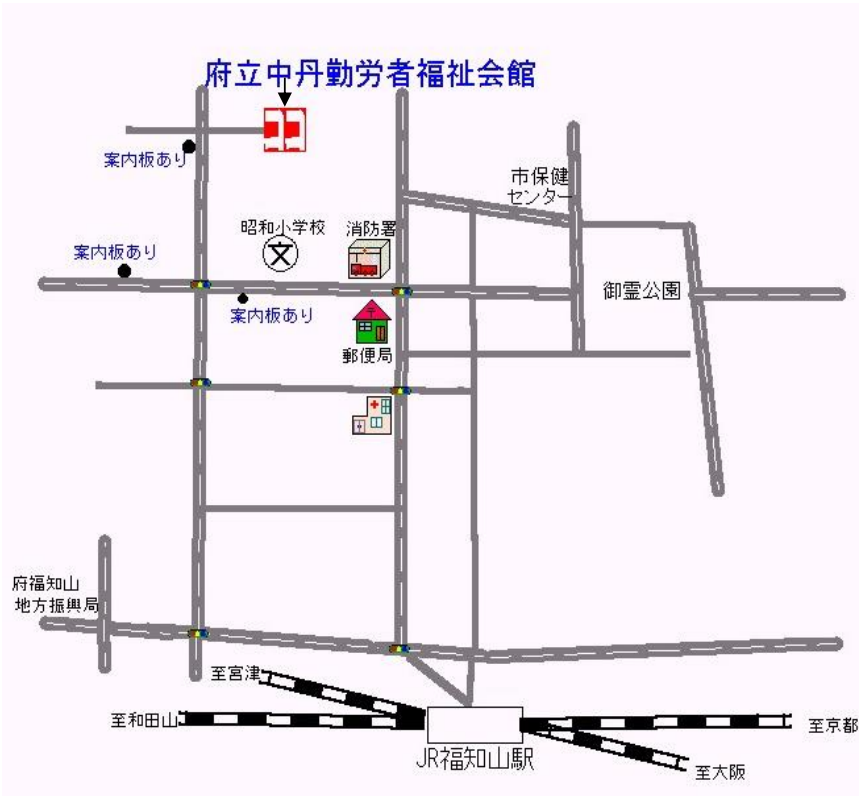 府立中丹勤労者福祉会館
案内板あり
市保健
センター
昭和小学校
消防署
案内板あり
御霊公園
案内板あり
郵便局
府福知山
地方振興局
至宮津
至和田山
至京都
JR福知山駅
至大阪